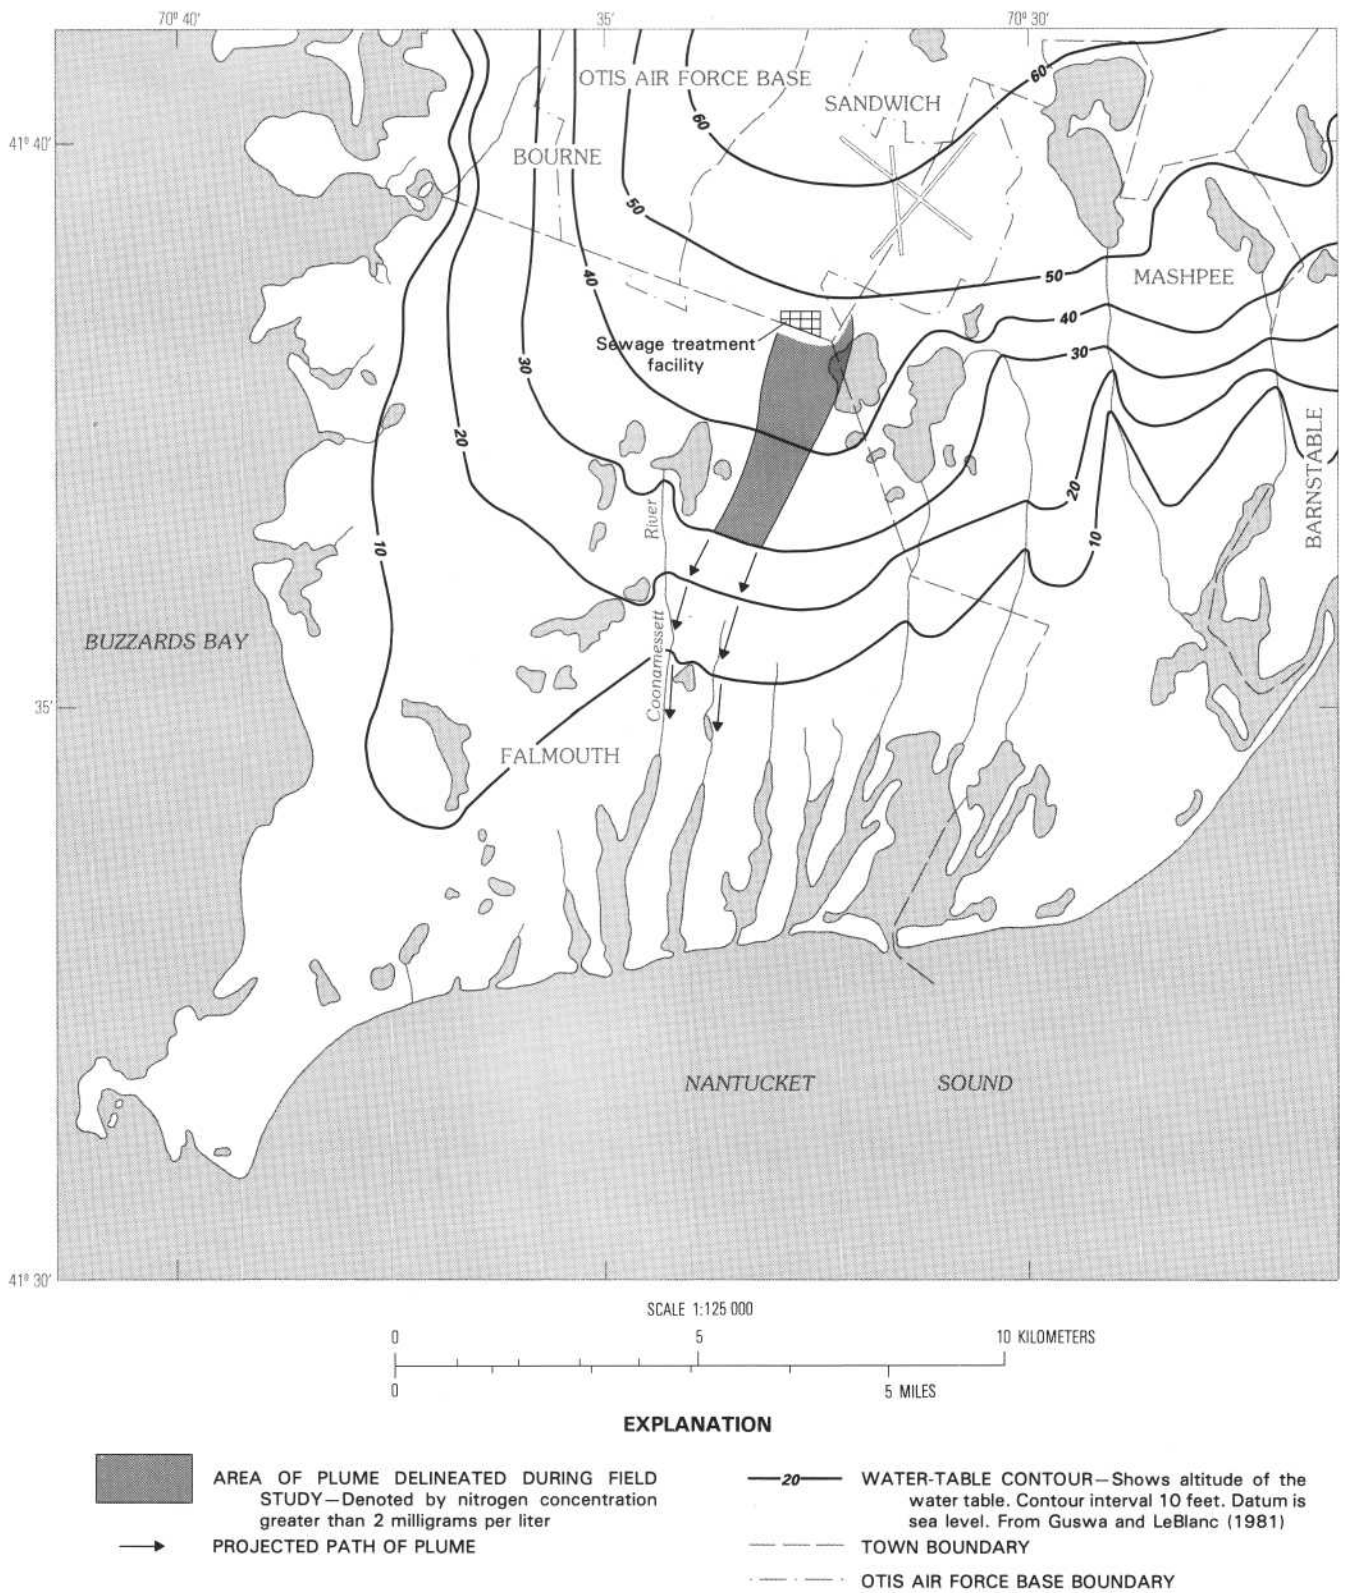 70° 40′
35′
70° 30′
OTIS AIR FORCE BASE
60
SANDWICH
60
41° 40′
BOURNE
50
50
MASHPEE
40
40
Sewage treatment
facility
30
30
20
BARNSTABLE
20
River
10
10
Coonamessett
BUZZARDS BAY
35′
FALMOUTH
NANTUCKET SOUND
41° 30′
SCALE 1:125 000
0 5 10 KILOMETERS
0 5 MILES
EXPLANATION
AREA OF PLUME DELINEATED DURING FIELD
STUDY—Denoted by nitrogen concentration
greater than 2 milligrams per liter
PROJECTED PATH OF PLUME
20 WATER-TABLE CONTOUR—Shows altitude of the
water table. Contour interval 10 feet. Datum is
sea level. From Guswa and LeBlanc (1981)
TOWN BOUNDARY
OTIS AIR FORCE BASE BOUNDARY